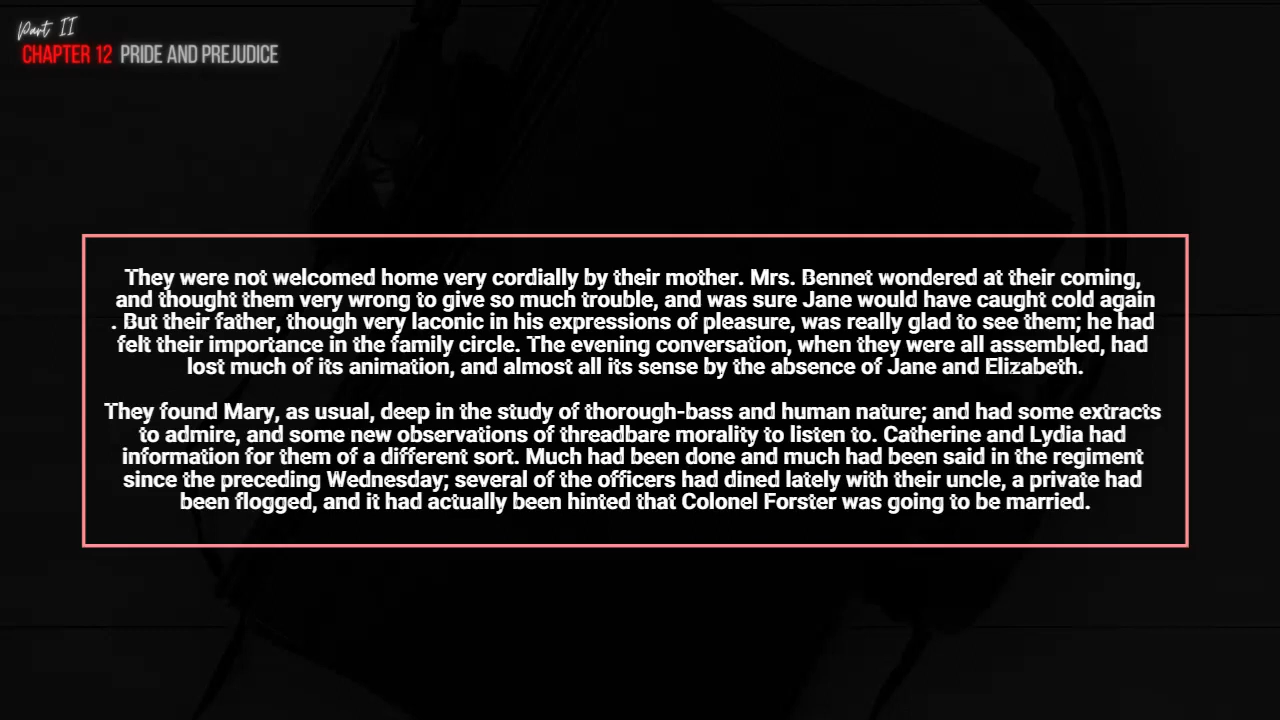 Part II
CHAPTER 12 PRIDE AND PREJUDICE
They were not welcomed home very cordially by their mother. Mrs. Bennet wondered at their coming,
and thought them very wrong to give so much trouble, and was sure Jane would have caught cold again
. But their father, though very laconic in his expressions of pleasure, was really glad to see them; he had
felt their importance in the family circle. The evening conversation, when they were all assembled, had
lost much of its animation, and almost all its sense by the absence of Jane and Elizabeth.
They found Mary, as usual, deep in the study of thorough-bass and human nature; and had some extracts
to admire, and some new observations of threadbare morality to listen to. Catherine and Lydia had
information for them of a different sort. Much had been done and much had been said in the regiment
since the preceding Wednesday; several of the officers had dined lately with their uncle, a private had
been flogged, and it had actually been hinted that Colonel Forster was going to be married.